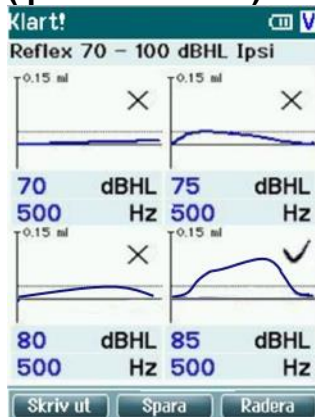 Klart! V
Reflex 70 - 100 dBHL Ipsi
0.15 ml 0.15 ml
70 dBHL 75 dBHL
500 Hz 500 Hz
0.15 ml 0.15 ml
80 dBHL 85 dBHL
500 Hz 500 Hz
Skriv ut Spara Radera